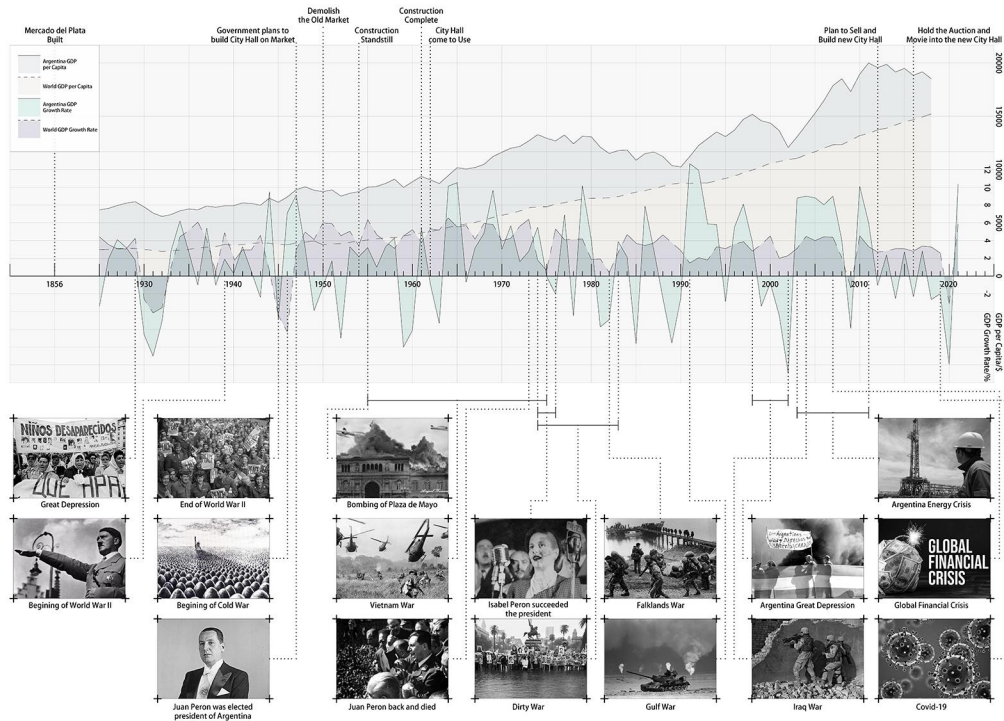 Mercado del Plata
Built
Government plans to
build City Hall on Market
Demolish
the Old Market
Construction
Standstill
Construction
Complete
City Hall
come to Use
Plan to Sell and
Build new City Hall
Hold the Auction and
Movie into the new City Hall
Argentina GDP
per Capita
World GDP per Capita
Argentina GDP
Growth Rate
World GDP Growth Rate
20000
15000
10000
5000
0
12
10
8
6
4
2
0
-2
GDP per Capita/$
GDP Growth Rate/%
1856
1930
1940
1950
1960
1970
1980
1990
2000
2010
2020
NIÑOS DESAPARECIDOS
Great Depression
End of World War II
Bombing of Plaza de Mayo
Argentina Energy Crisis
Begining of World War II
Begining of Cold War
Vietnam War
Isabel Peron succeeded
the president
Falklands War
Argentina Great Depression
GLOBAL
FINANCIAL
CRISIS
Global Financial Crisis
Juan Peron was elected
president of Argentina
Juan Peron back and died
Dirty War
Gulf War
Iraq War
Covid-19